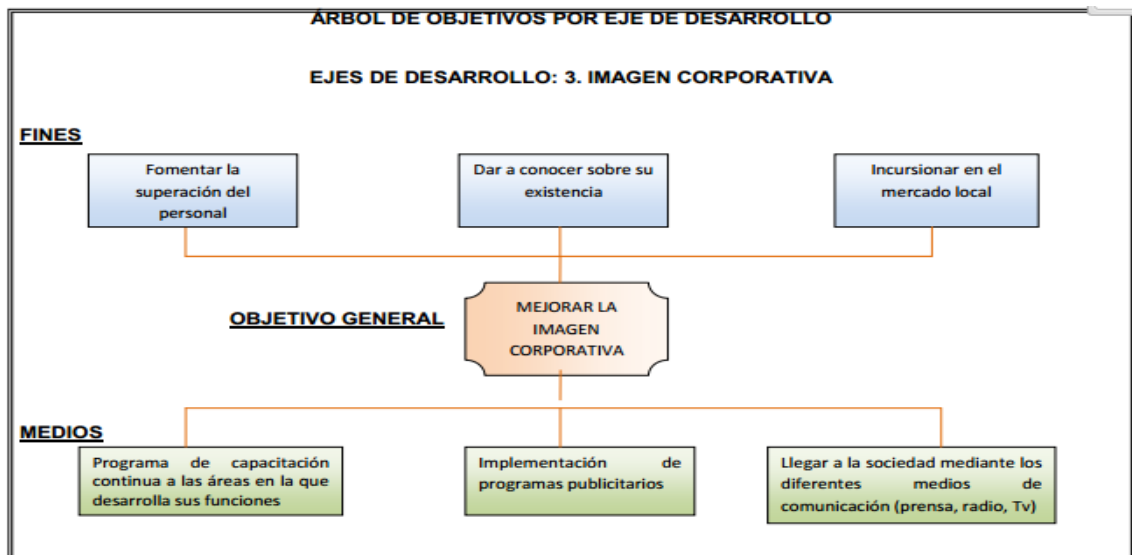 ÁRBOL DE OBJETIVOS POR EJE DE DESARROLLO
EJES DE DESARROLLO: 3. IMAGEN CORPORATIVA
FINES
Fomentar la
superación del
personal
Dar a conocer sobre su
existencia
Incursionar en el
mercado local
OBJETIVO GENERAL
MEJORAR LA
IMAGEN
CORPORATIVA
MEDIOS
Programa de capacitación
continua a las áreas en la que
desarrolla sus funciones
Implementación de
programas publicitarios
Llegar a la sociedad mediante los
diferentes medios de
comunicación (prensa, radio, Tv)